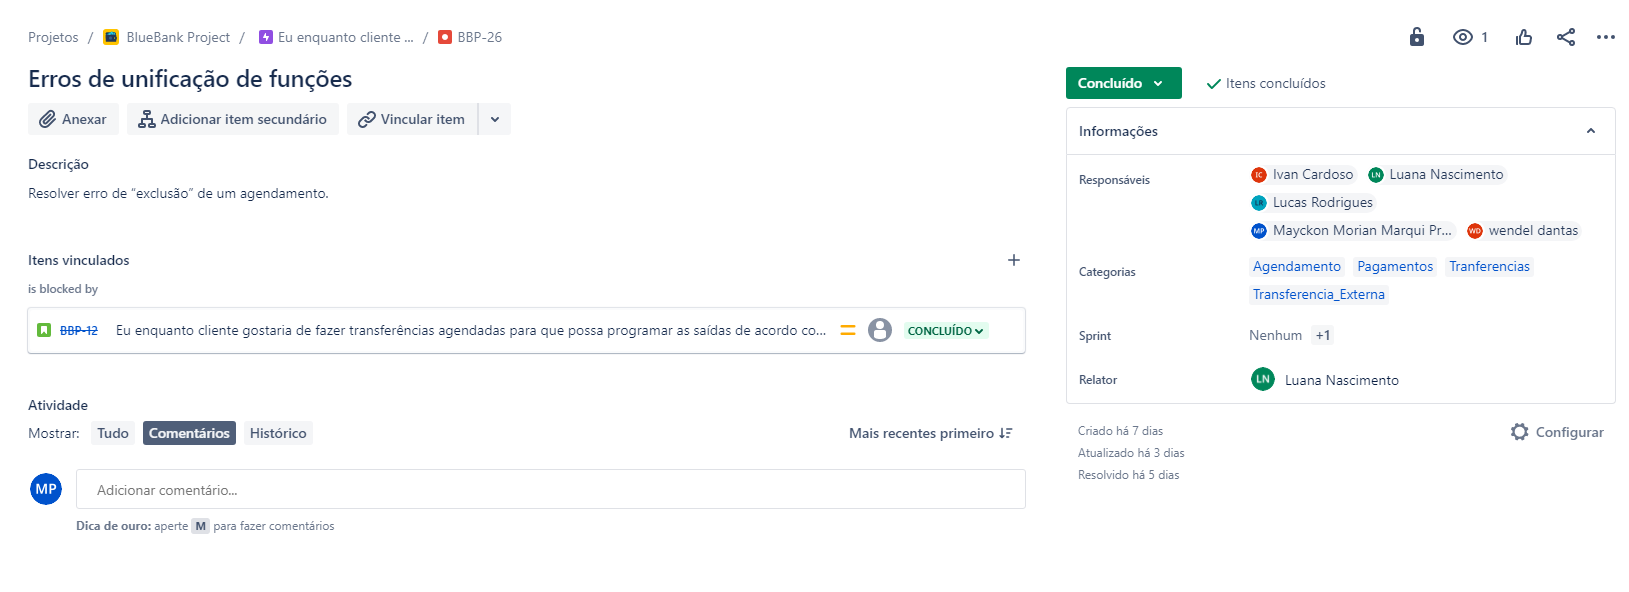 Projetos / BlueBank Project / Eu enquanto cliente ... / BBP-26
1
Erros de unificação de funções
Anexar Adicionar item secundário Vincular item
Descrição
Resolver erro de “exclusão” de um agendamento.
Itens vinculados
is blocked by
BBP-12 Eu enquanto cliente gostaria de fazer transferências agendadas para que possa programar as saídas de acordo co... CONCLUÍDO
Atividade
Mostrar: Tudo Comentários Histórico Mais recentes primeiro
MP Adicionar comentário...
Dica de ouro: aperte M para fazer comentários
Concluído Itens concluídos
Informações
Responsáveis IC Ivan Cardoso LN Luana Nascimento
LR Lucas Rodrigues
MP Mayckon Morian Marqui Pr... WD wendel dantas
Categorias Agendamento Pagamentos Tranferencias
Transferencia_Externa
Sprint Nenhum +1
Relator LN Luana Nascimento
Criado há 7 dias Configurar
Atualizado há 3 dias
Resolvido há 5 dias